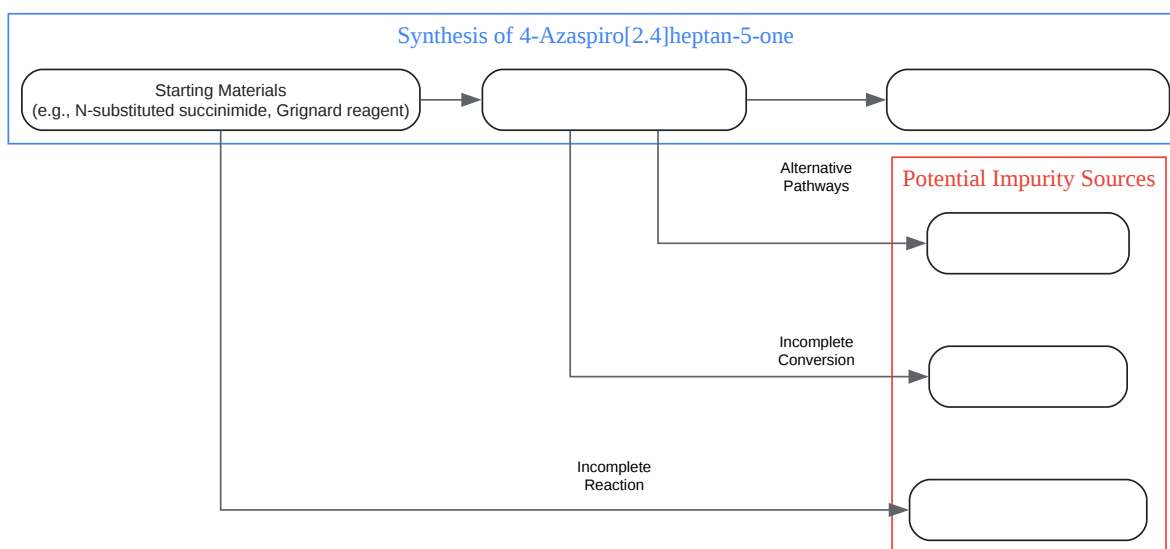 Synthesis of 4-Azaspiro[2.4]heptan-5-one
Starting Materials
(e.g., N-substituted succinimide, Grignard reagent)
Alternative
Pathways
Potential Impurity Sources
Incomplete
Conversion
Incomplete
Reaction